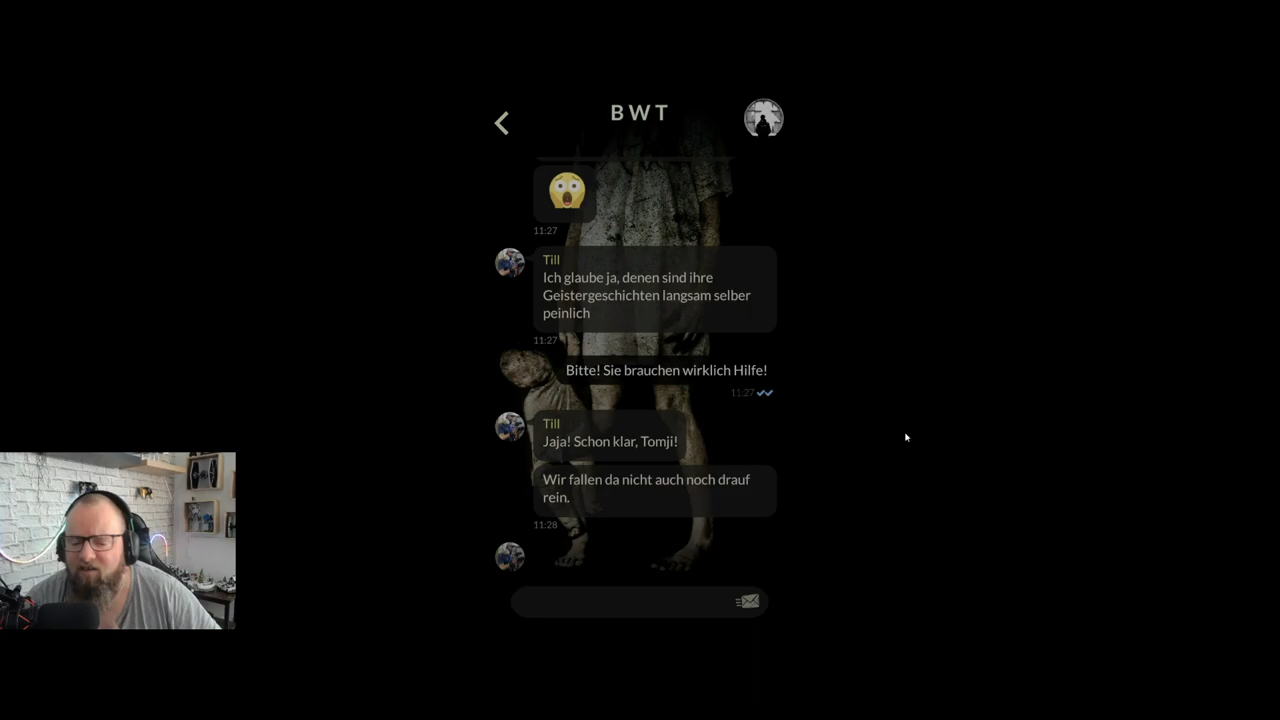 BWT
11:27
Till
Ich glaube ja, denen sind ihre
Geistergeschichten langsam selber
peinlich
11:27
Bitte! Sie brauchen wirklich Hilfe!
11:27
Till
Jaja! Schon klar, Tomji!
Wir fallen da nicht auch noch drauf
rein.
11:28